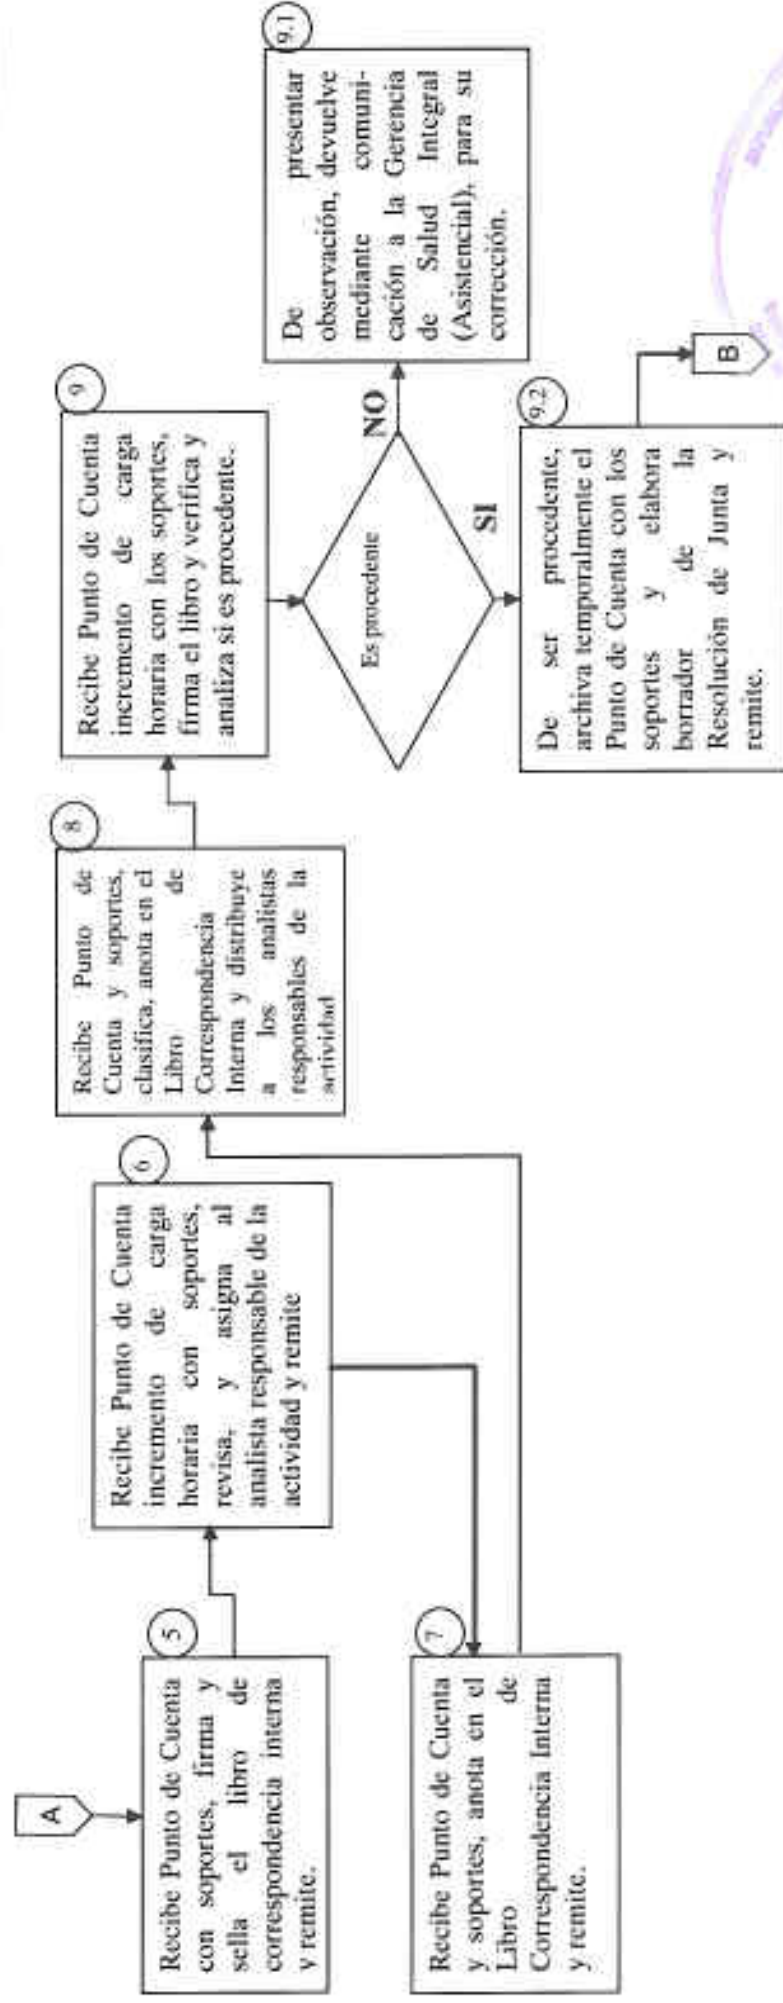 A
5
Recibe Punto de Cuenta
con soportes, firma y
sella el libro de
correspondencia interna
y remite.
6
Recibe Punto de Cuenta
incremento de carga
horaria con soportes,
revisa, y asigna al
analista responsable de la
actividad y remite
7
Recibe Punto de Cuenta
y soportes, anota en el
Libro de
Correspondencia Interna
y remite.
8
Recibe Punto de
Cuenta y soportes,
clasifica, anota en el
Libro de
Correspondencia
Interna y distribuye
a los analistas
responsables de la
actividad
9
Recibe Punto de Cuenta
incremento de carga
horaria con los soportes,
firma el libro y verifica y
analiza si es procedente.
Es procedente
NO
SI
9.1
De presentar
observación, devuelve
mediante comuni-
cación a la Gerencia
de Salud Integral
(Asistencial), para su
corrección.
9.2
De ser procedente,
archiva temporalmente el
Punto de Cuenta con los
soportes y elabora
borrador de la
Resolución de Junta y
remite.
B